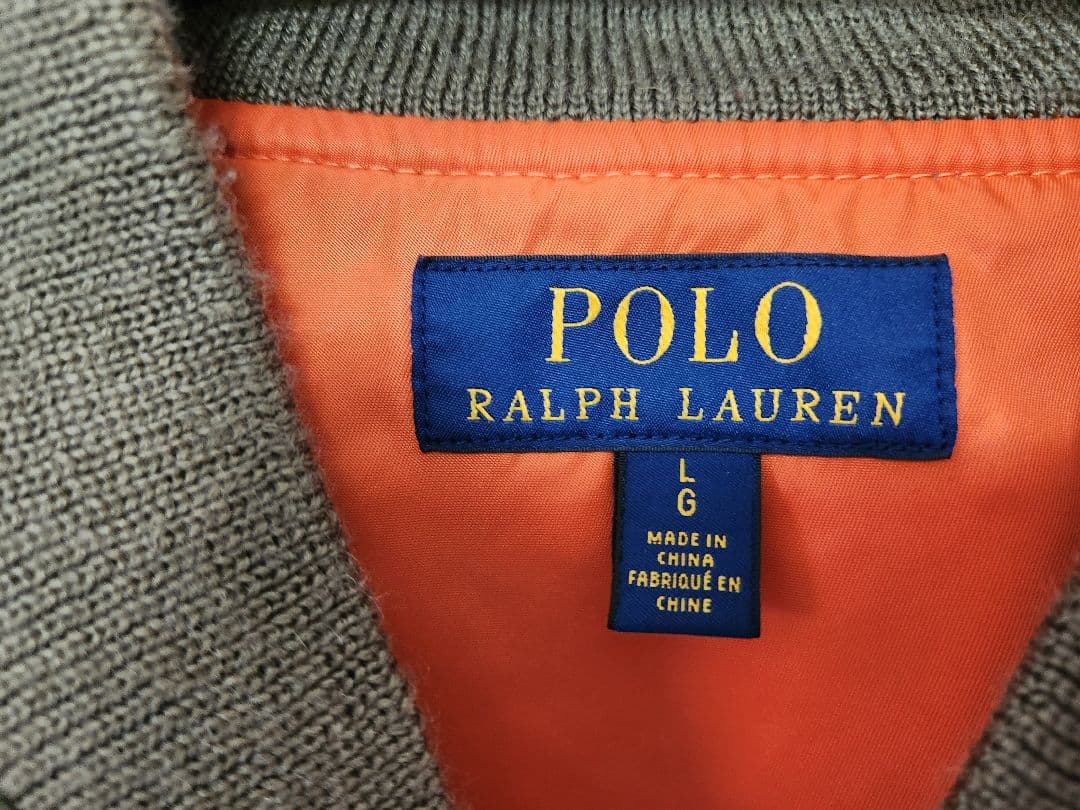 POLO
RALPH LAUREN
L
G
MADE IN
CHINA
FABRIQUÉ EN
CHINE